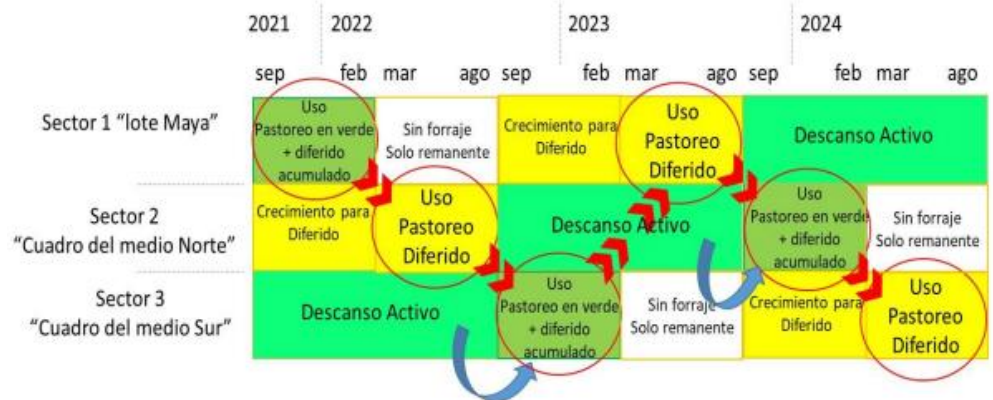 2021
2022
2023
2024
sep
feb
mar
ago
sep
feb
mar
ago
sep
feb
mar
ago
Sector 1 "lote Maya"
Uso
Pastoreo en verde
+ diferido
acumulado
Sin forraje
Solo remanente
Crecimiento para
Diferido
Uso
Pastoreo
Diferido
Descanso Activo
Sector 2
"Cuadro del medio Norte"
Crecimiento para
Diferido
Uso
Pastoreo
Diferido
Descanso Activo
Uso
Pastoreo en verde
+ diferido
acumulado
Sin forraje
Solo remanente
Sector 3
"Cuadro del medio Sur"
Descanso Activo
Uso
Pastoreo en verde
+ diferido
acumulado
Sin forraje
Solo remanente
Crecimiento para
Diferido
Uso
Pastoreo
Diferido